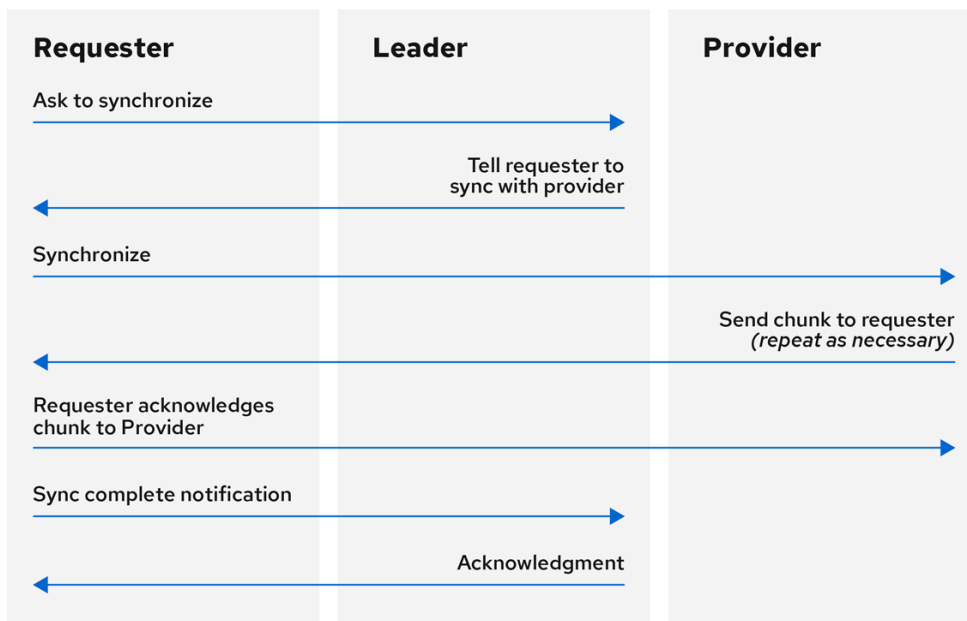 Requester
Leader
Provider
Ask to synchronize
Tell requester to
sync with provider
Synchronize
Send chunk to requester
(repeat as necessary)
Requester acknowledges
chunk to Provider
Sync complete notification
Acknowledgment